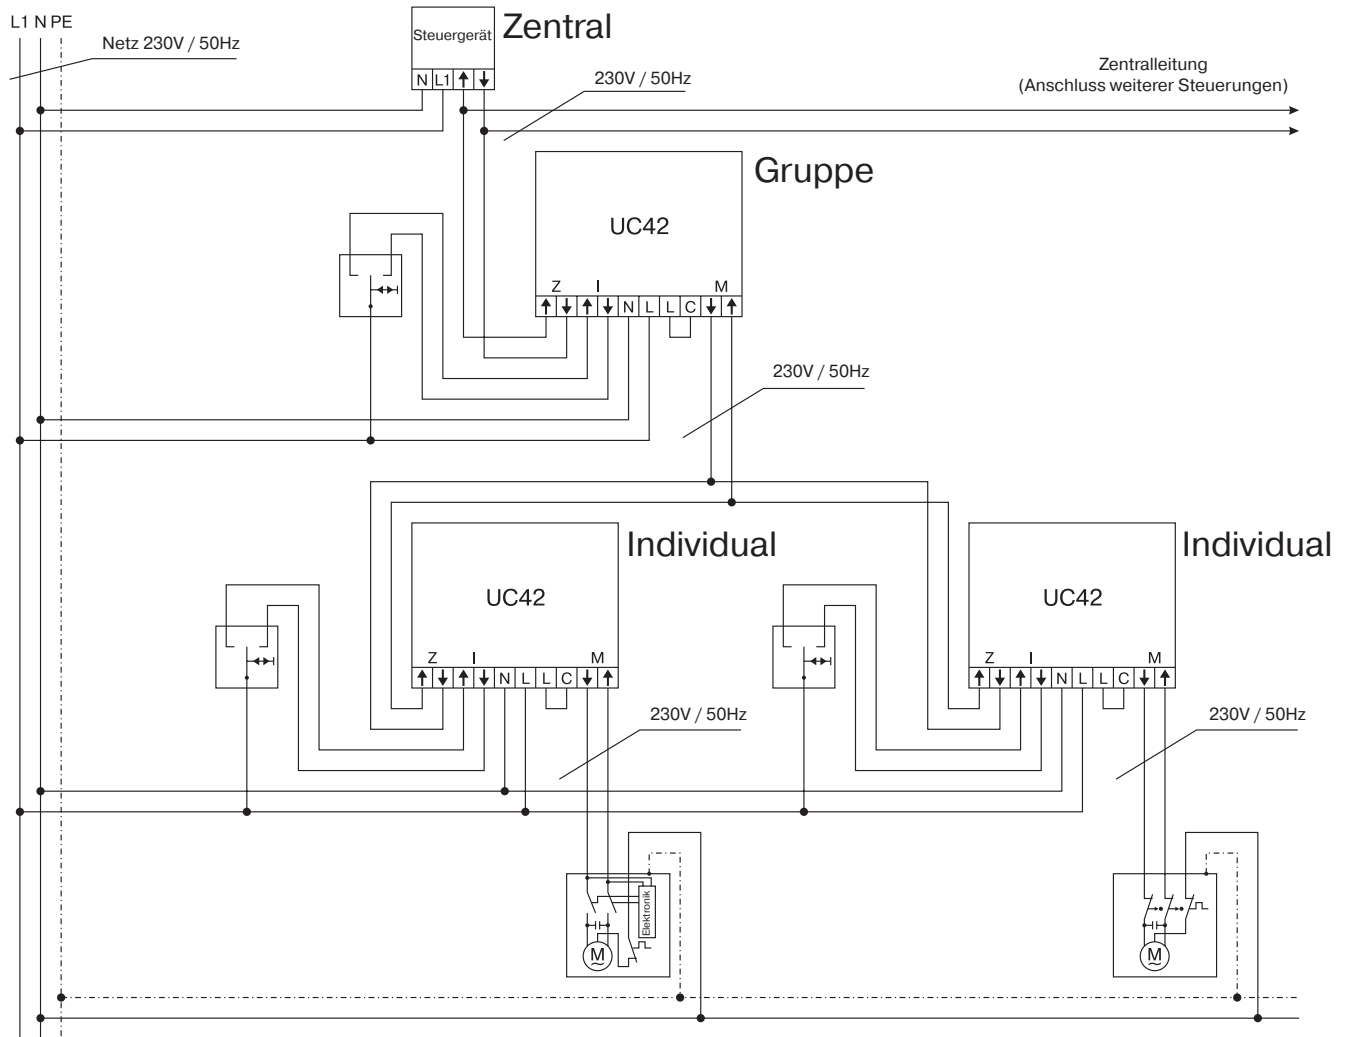 L1 N PE
Netz 230V / 50Hz
Steuergerät
Zentral
N L1
230V / 50Hz
Zentralleitung
(Anschluss weiterer Steuerungen)
Gruppe
UC42
Z I M
N L L C
230V / 50Hz
Individual
UC42
Z I M
N L L C
230V / 50Hz
Individual
UC42
Z I M
N L L C
230V / 50Hz
Elektronik
M
M